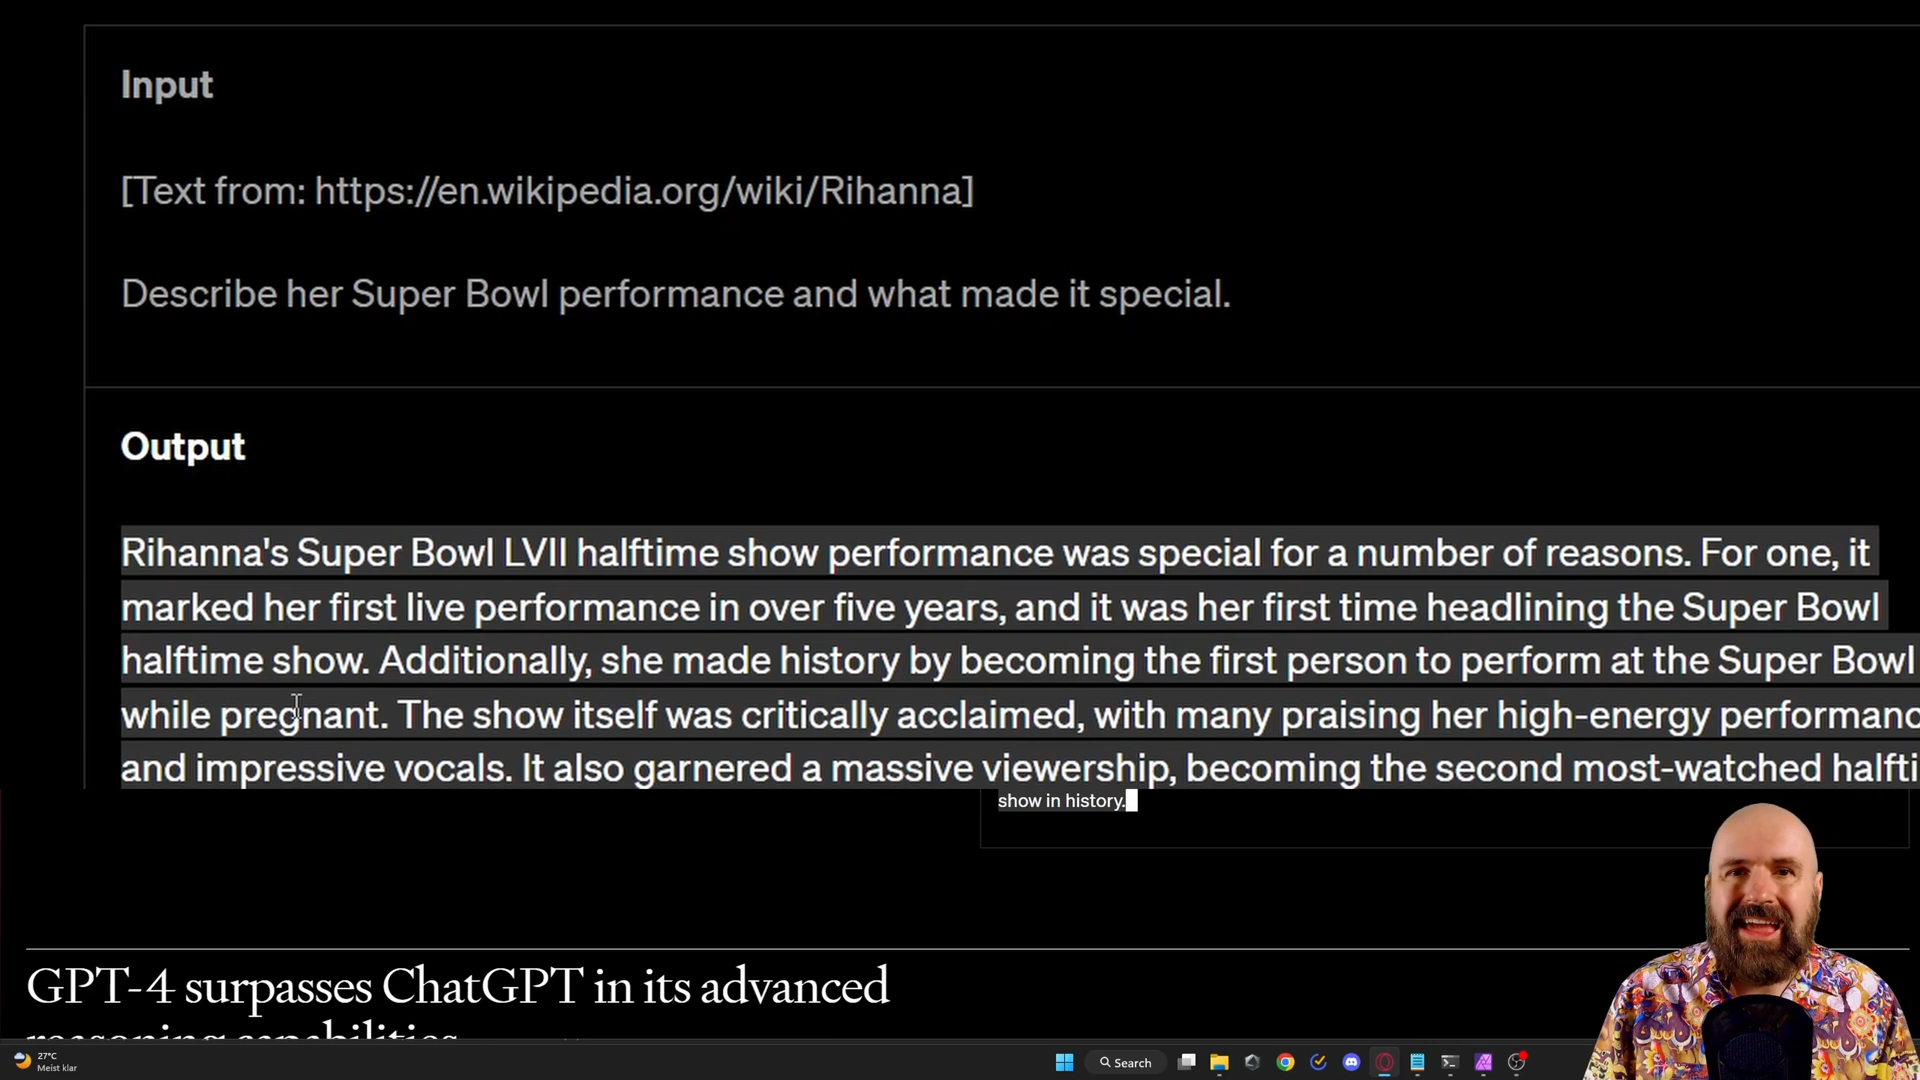 Input
[Text from: https://en.wikipedia.org/wiki/Rihanna]
Describe her Super Bowl performance and what made it special.
Output
Rihanna's Super Bowl LVII halftime show performance was special for a number of reasons. For one, it
marked her first live performance in over five years, and it was her first time headlining the Super Bowl
halftime show. Additionally, she made history by becoming the first person to perform at the Super Bowl
while pregnant. The show itself was critically acclaimed, with many praising her high-energy performanc
and impressive vocals. It also garnered a massive viewership, becoming the second most-watched halfti
show in history.
GPT-4 surpasses ChatGPT in its advanced
reasoning capabilities.
27°C
Meist klar
Search